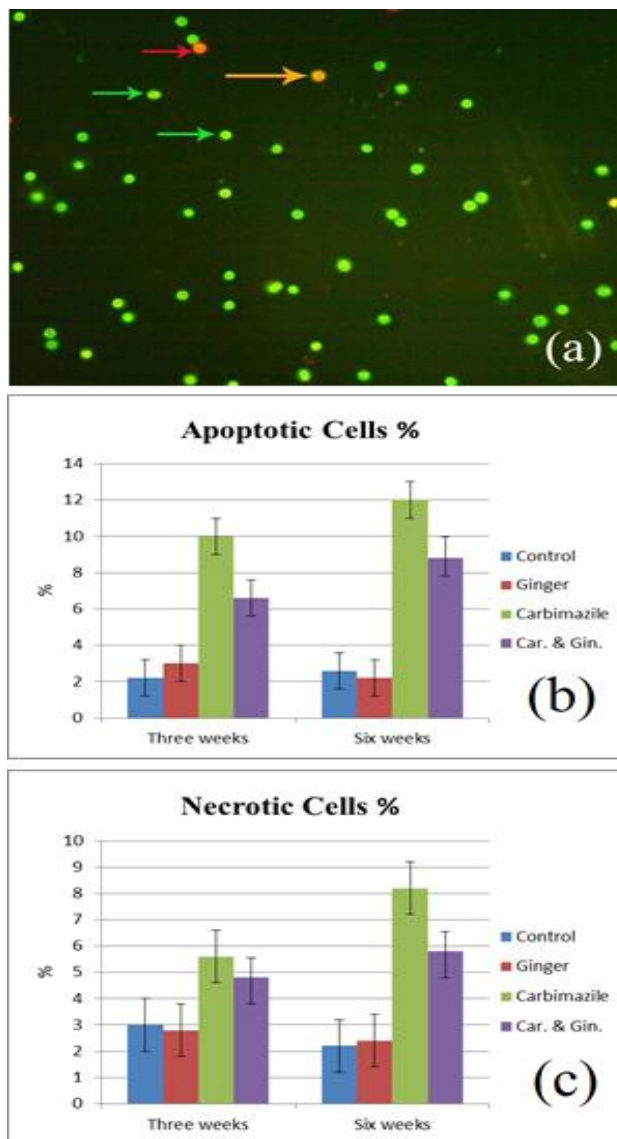 (a)
Apoptotic Cells %
14
12
10
8
6
4
2
0
%
Three weeks
Six weeks
Control
Ginger
Carbimazile
Car. & Gin.
(b)
Necrotic Cells %
10
9
8
7
6
5
4
3
2
1
0
%
Three weeks
Six weeks
Control
Ginger
Carbimazile
Car. & Gin.
(c)